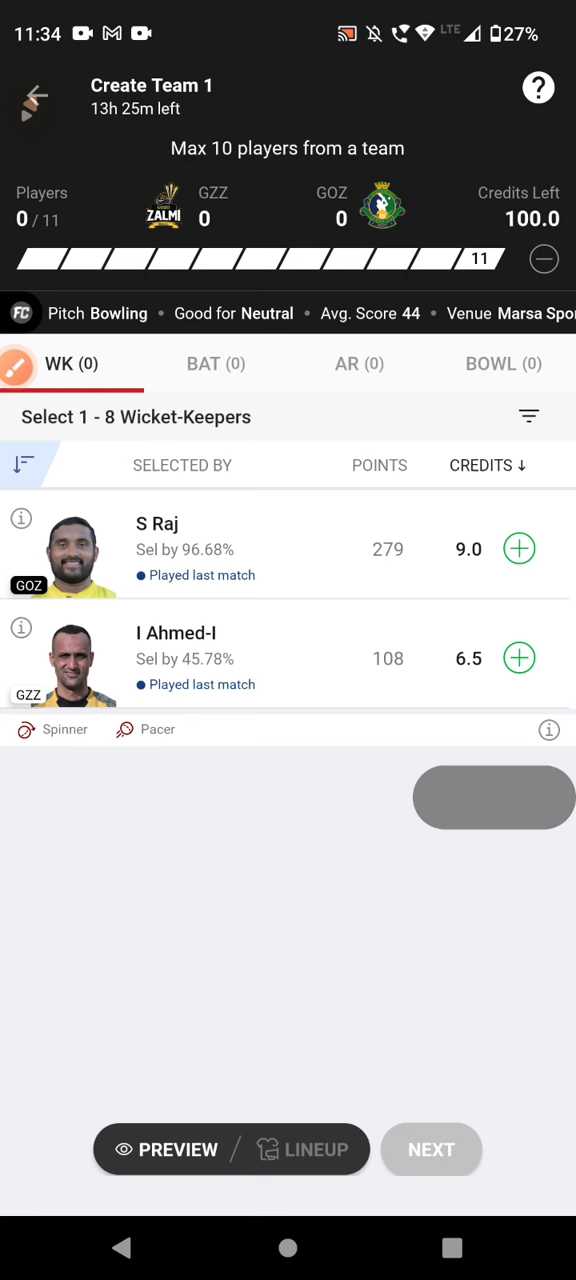 11:34 LTE 27%
Create Team 1
13h 25m left
?
Max 10 players from a team
Players GZZ GOZ Credits Left
0 / 11 ZALMI 0 0 100.0
11
FC Pitch Bowling • Good for Neutral • Avg. Score 44 • Venue Marsa Spo
WK (0) BAT (0) AR (0) BOWL (0)
Select 1 - 8 Wicket-Keepers
SELECTED BY POINTS CREDITS ↓
S Raj
Sel by 96.68% 279 9.0
Played last match
GOZ
I Ahmed-I
Sel by 45.78% 108 6.5
Played last match
GZZ
Spinner Pacer
PREVIEW / LINEUP NEXT